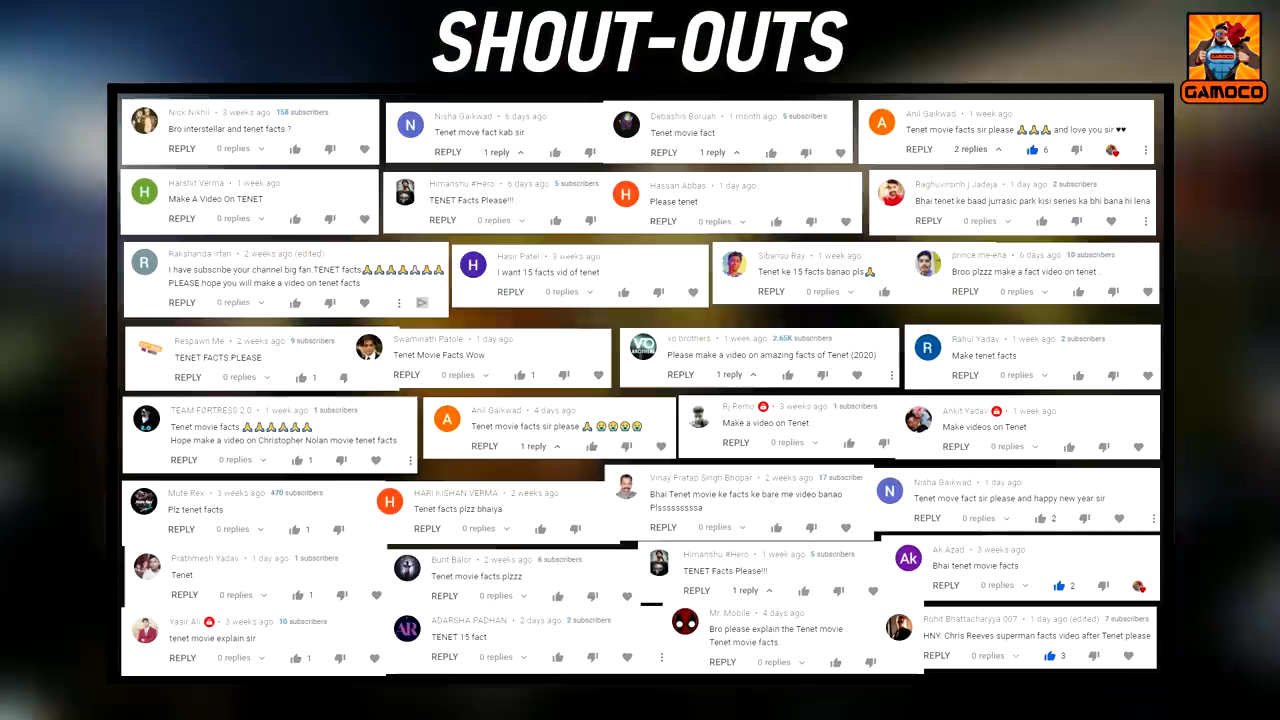 SHOUT-OUTS
GAMOCO
GAMOCO
Nick Nikhil • 3 weeks ago 158 subscribers
Bro interstellar and tenet facts ?
REPLY 0 replies
Nisha Gaikwad • 6 days ago
Tenet move fact kab sir
REPLY 1 reply
Debashis Boruah • 1 month ago 5 subscribers
Tenet movie fact
REPLY 1 reply
Anil Gaikwad • 1 week ago
Tenet movie facts sir please 🙏🙏🙏 and love you sir ♥♥
REPLY 2 replies 6
Harshit Verma • 1 week ago
Make A Video On TENET
REPLY 0 replies
Himanshu #Hero • 6 days ago 5 subscribers
TENET Facts Please!!!
REPLY 0 replies
Hassan Abbas • 1 day ago
Please tenet
REPLY 0 replies
Raghuvirsinh j Jadeja • 1 day ago 2 subscribers
Bhai tenet ke baad jurrasic park kisi series ka bhi bana hi lena
REPLY 0 replies
Rakshanda Irfan • 2 weeks ago (edited)
I have subscribe your channel big fan.TENET facts🙏🙏🙏🙏🙏🙏🙏
PLEASE.hope you will make a video on tenet facts
REPLY 0 replies
Hasir Patel • 3 weeks ago
I want 15 facts vid of tenet
REPLY 0 replies
Sibansu Ray • 1 week ago
Tenet ke 15 facts banao pls🙏
REPLY 0 replies
prince me-ena • 6 days ago 10 subscribers
Broo plzzz make a fact video on tenet .
REPLY 0 replies
Respawn Me • 2 weeks ago 9 subscribers
TENET FACTS PLEASE
REPLY 0 replies 1
Swaminath Patole • 1 day ago
Tenet Movie Facts Wow
REPLY 0 replies 1
VO BROTHERS
vo brothers • 1 week ago 2.65K subscribers
Please make a video on amazing facts of Tenet (2020)
REPLY 1 reply
Rahul Yadav • 1 week ago 2 subscribers
Make tenet facts
REPLY 0 replies
TEAM FØRTRESS 2.0 • 1 week ago 1 subscribers
Tenet movie facts 🙏🙏🙏🙏🙏🙏
Hope make a video on Christopher Nolan movie tenet facts
REPLY 0 replies 1
Anil Gaikwad • 4 days ago
Tenet movie facts sir please 🙏😭😭😭😭
REPLY 1 reply
Rj Remo • 3 weeks ago 1 subscribers
Make a video on Tenet
REPLY 0 replies
Ankit Yadav • 1 week ago
Make videos on Tenet
REPLY 0 replies
Mute Rex • 3 weeks ago 470 subscribers
Plz tenet facts
REPLY 0 replies 1
HARI KISHAN VERMA • 2 weeks ago
Tenet facts plzz bhaiya
REPLY 0 replies
Vinay Pratap Singh Bhopar • 2 weeks ago 17 subscriber
Bhai Tenet movie ke facts ke bare me video banao
Plsssssssssa
REPLY 0 replies
Nisha Gaikwad • 1 day ago
Tenet move fact sir please and happy new year sir
REPLY 0 replies 2
Prathmesh Yadav • 1 day ago 1 subscribers
Tenet
REPLY 0 replies 1
Bunt Balor • 2 weeks ago 6 subscribers
Tenet movie facts plzzz
REPLY 0 replies
Himanshu #Hero • 1 week ago 5 subscribers
TENET Facts Please!!!
REPLY 1 reply
Ak Azad • 3 weeks ago
Bhai tenet movie facts
REPLY 0 replies 2
Yasir Ali • 3 weeks ago 10 subscribers
tenet movie explain sir
REPLY 0 replies 1
ADARSHA PADHAN • 2 days ago 2 subscribers
TENET 15 fact
REPLY 0 replies
Mr. Mobile • 4 days ago
Bro please explain the Tenet movie .
Tenet movie facts.
REPLY 0 replies
Rohit Bhattacharyya 007 • 1 day ago (edited) 7 subscribers
HNY. Chris Reeves superman facts video after Tenet please
REPLY 0 replies 3